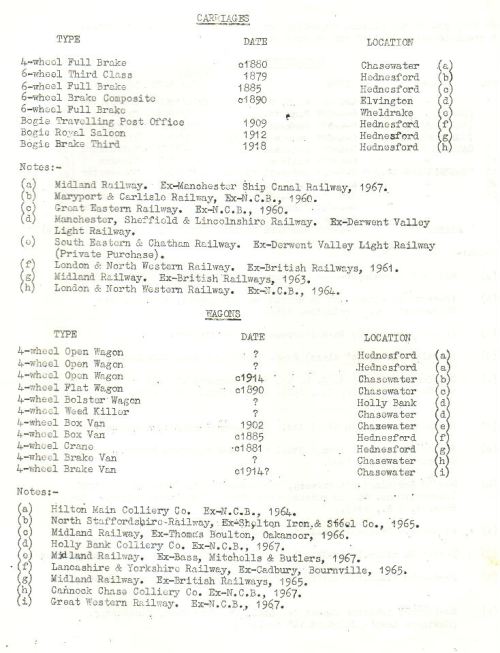 CARRIAGES
TYPE DATE LOCATION
4-wheel Full Brake c1880 Chasewater (a)
6-wheel Third Class 1879 Hednesford (b)
6-wheel Full Brake 1885 Hednesford (c)
6-wheel Brake Composite c1890 Elvington (d)
6-wheel Full Brake Wheldrake (e)
Bogie Travelling Post Office 1909 Hednesford (f)
Bogie Royal Saloon 1912 Hednesford (g)
Bogie Brake Third 1918 Hednesford (h)
Notes:-
(a) Midland Railway. Ex-Manchester Ship Canal Railway, 1967.
(b) Maryport & Carlisle Railway, Ex-N.C.B., 1960.
(c) Great Eastern Railway. Ex-N.C.B., 1960.
(d) Manchester, Sheffield & Lincolnshire Railway. Ex-Derwent Valley
Light Railway.
(e) South Eastern & Chatham Railway. Ex-Derwent Valley Light Railway
(Private Purchase).
(f) London & North Western Railway. Ex-British Railways, 1961.
(g) Midland Railway. Ex-British Railways, 1963.
(h) London & North Western Railway. Ex-N.C.B., 1964.
WAGONS
TYPE DATE LOCATION
4-wheel Open Wagon ? Hednesford (a)
4-wheel Open Wagon ? Hednesford (a)
4-wheel Open Wagon c1914 Chasewater (b)
4-wheel Flat Wagon c1890 Chasewater (c)
4-wheel Bolster Wagon ? Holly Bank (d)
4-wheel Weed Killer ? Chasewater (d)
4-wheel Box Van 1902 Chasewater (e)
4-wheel Box Van c1885 Hednesford (f)
4-wheel Crane c1881 Hednesford (g)
4-wheel Brake Van ? Chasewater (h)
4-wheel Brake Van c1914? Chasewater (i)
Notes:-
(a) Hilton Main Colliery Co. Ex-N.C.B., 1964.
(b) North Staffordshire-Railway, Ex-Shelton Iron & Steel Co., 1965.
(c) Midland Railway, Ex-Thomas Boulton, Oakamoor, 1966.
(d) Holly Bank Colliery Co. Ex-N.C.B., 1967.
(e) Midland Railway. Ex-Bass, Mitcholls & Butlers, 1967.
(f) Lancashire & Yorkshire Railway, Ex-Cadbury, Bournville, 1965.
(g) Midland Railway. Ex-British Railways, 1965.
(h) Cannock Chase Colliery Co. Ex-N.C.B., 1967.
(i) Great Western Railway. Ex-N.C.B., 1967.